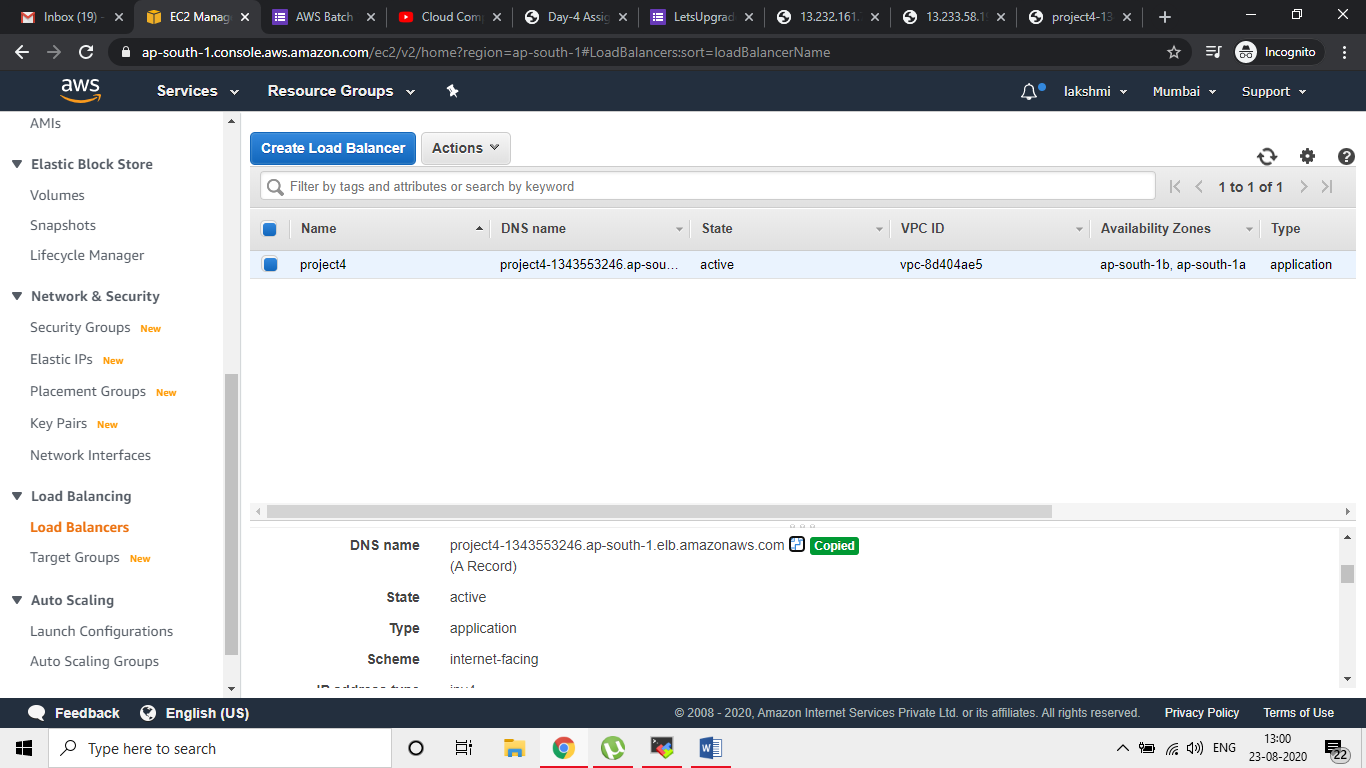 Inbox (19) -
EC2 Manag
AWS Batch
Cloud Com
Day-4 Assig
LetsUpgrad
13.232.161.
13.233.58.1
project4-13
ap-south-1.console.aws.amazon.com/ec2/v2/home?region=ap-south-1#LoadBalancers:sort=loadBalancerName
Incognito
aws
Services
Resource Groups
lakshmi
Mumbai
Support
AMIs
Elastic Block Store
Volumes
Snapshots
Lifecycle Manager
Network & Security
Security Groups New
Elastic IPs New
Placement Groups New
Key Pairs New
Network Interfaces
Load Balancing
Load Balancers
Target Groups New
Auto Scaling
Launch Configurations
Auto Scaling Groups
Create Load Balancer
Actions
Filter by tags and attributes or search by keyword
1 to 1 of 1
Name DNS name State VPC ID Availability Zones Type
project4 project4-1343553246.ap-sou... active vpc-8d404ae5 ap-south-1b, ap-south-1a application
DNS name project4-1343553246.ap-south-1.elb.amazonaws.com Copied
(A Record)
State active
Type application
Scheme internet-facing
Feedback
English (US)
© 2008 - 2020, Amazon Internet Services Private Ltd. or its affiliates. All rights reserved.
Privacy Policy
Terms of Use
Type here to search
ENG
13:00
23-08-2020
22